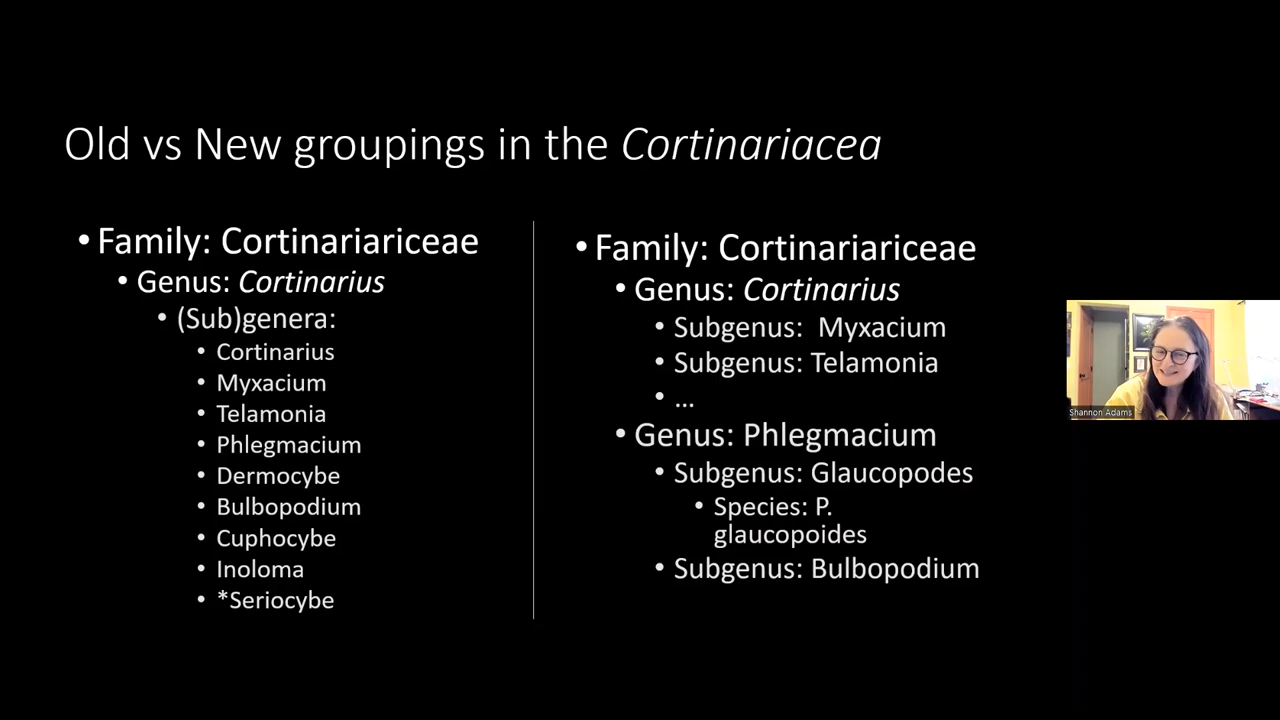 Old vs New groupings in the Cortinariacea
• Family: Cortinariariceae
• Genus: Cortinarius
• (Sub)genera:
• Cortinarius
• Myxacium
• Telamonia
• Phlegmacium
• Dermocybe
• Bulbopodium
• Cuphocybe
• Inoloma
• *Seriocybe
• Family: Cortinariariceae
• Genus: Cortinarius
• Subgenus: Myxacium
• Subgenus: Telamonia
• ...
• Genus: Phlegmacium
• Subgenus: Glaucopodes
• Species: P.
glaucopoides
• Subgenus: Bulbopodium
Shannon Adams